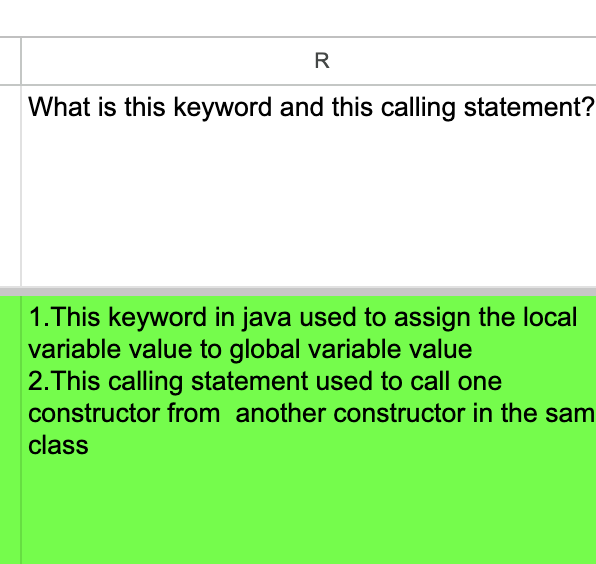 R
What is this keyword and this calling statement?
1.This keyword in java used to assign the local
variable value to global variable value
2.This calling statement used to call one
constructor from  another constructor in the sam
class